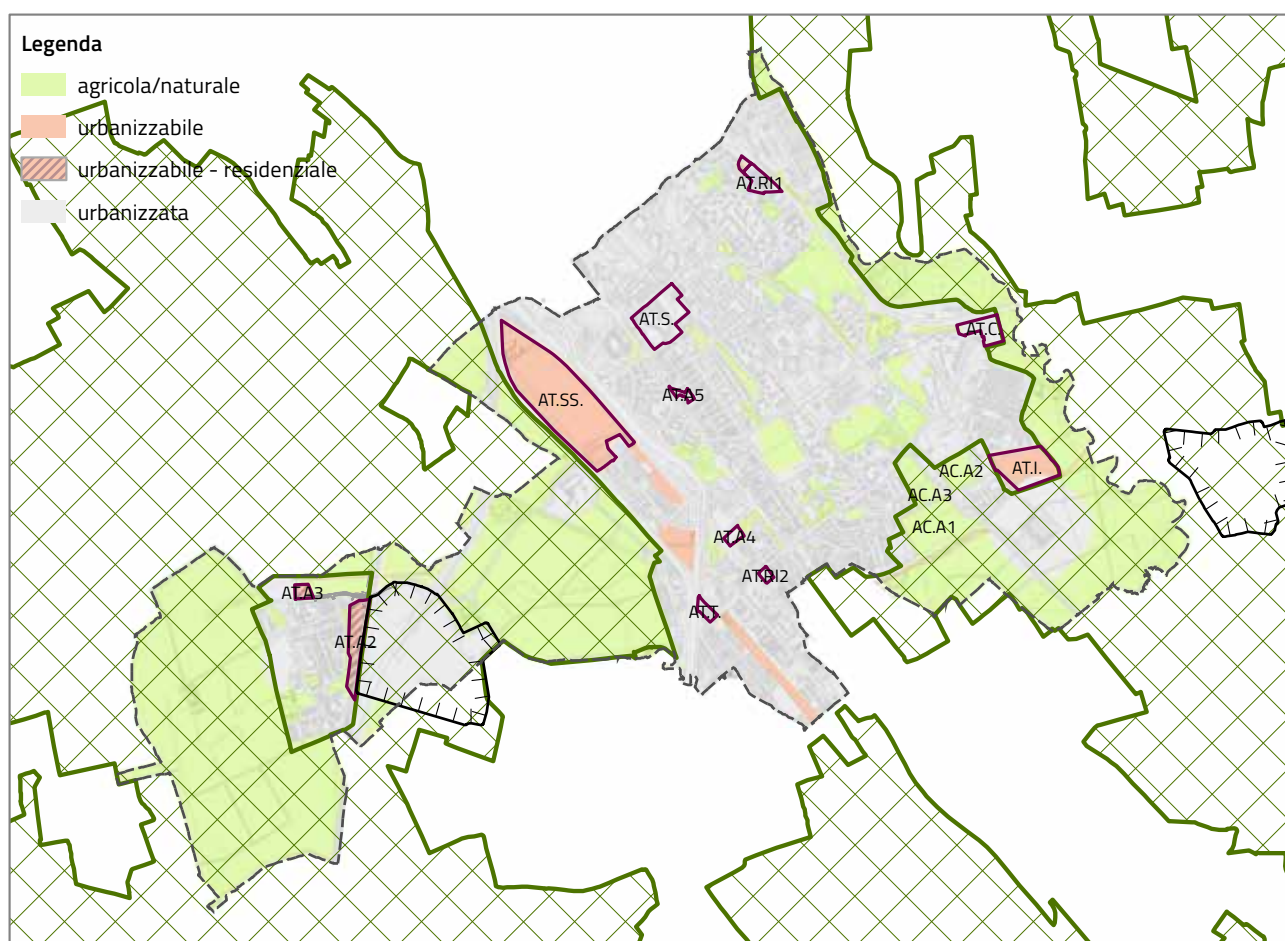 Legenda
agricola/naturale
urbanizzabile
urbanizzabile - residenziale
urbanizzata
AT.RI1
AT.S.
AT.C.
AT.SS.
AT.A5
AT.I.
AC.A2
AC.A3
AC.A1
AT.A4
AT.RI2
AT.A3
AT.T.
AT.A2